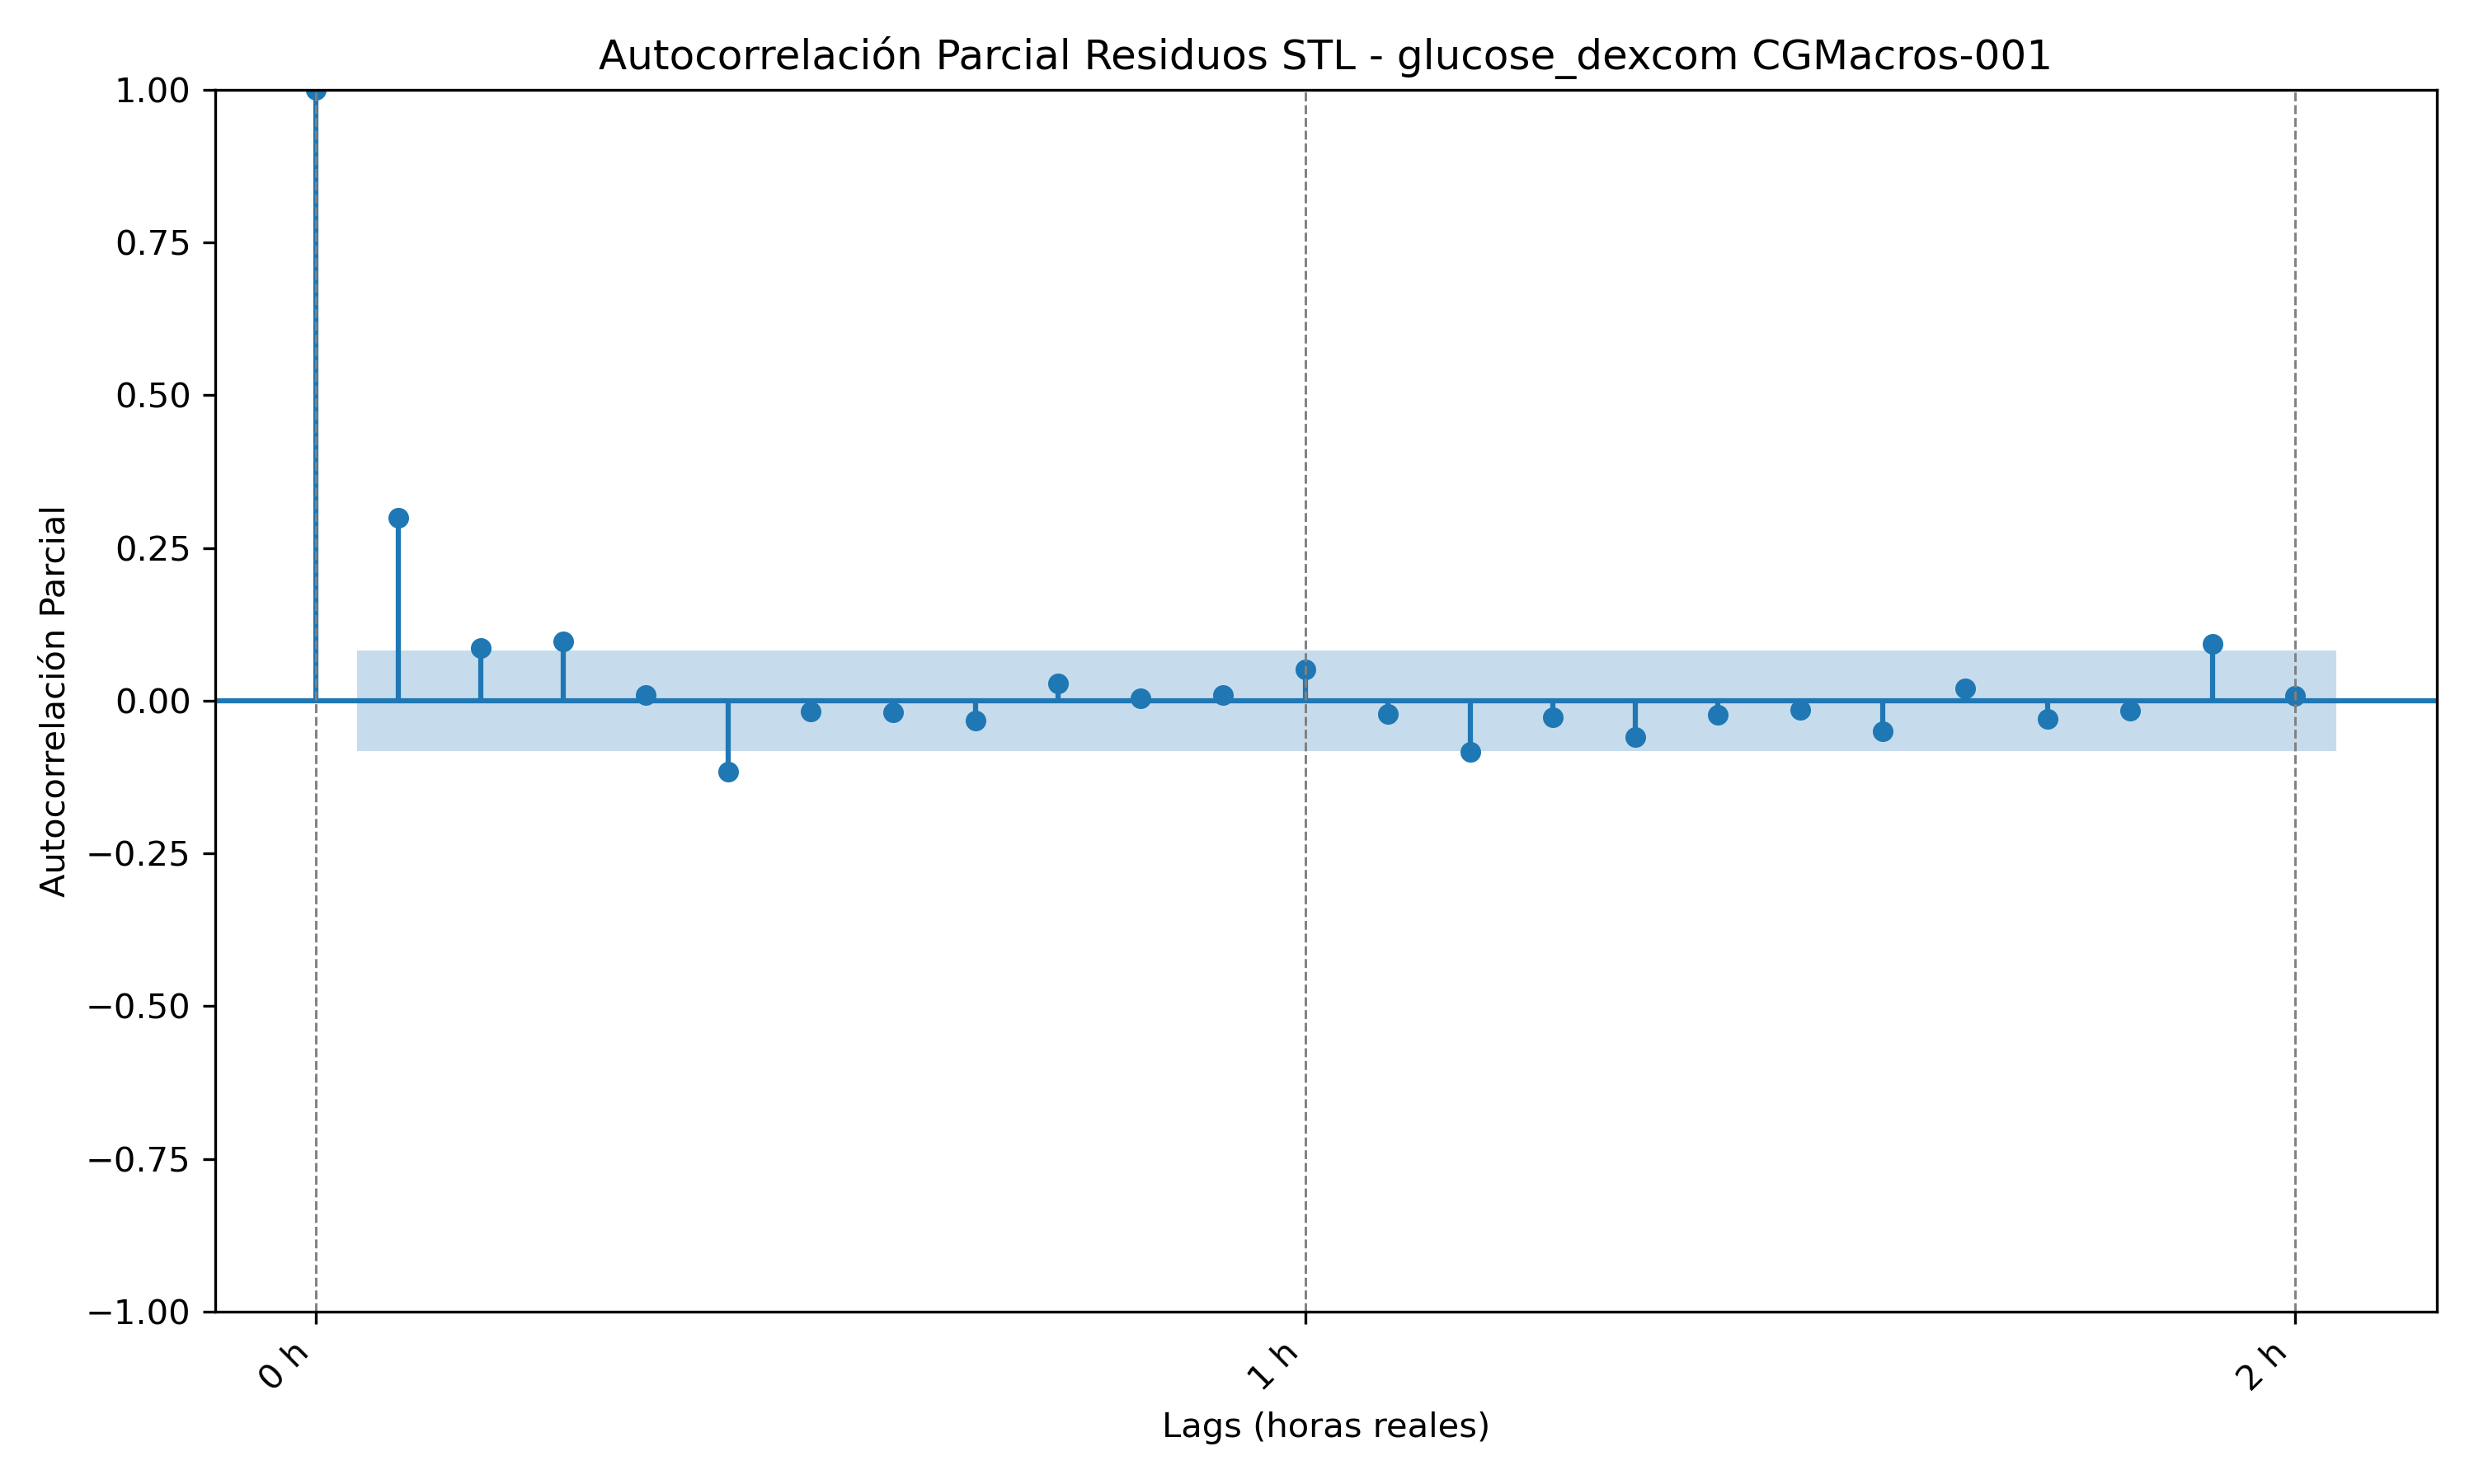 Autocorrelación Parcial Residuos STL - glucose_dexcom CGMacros-001
Autocorrelación Parcial
1.00
0.75
0.50
0.25
0.00
−0.25
−0.50
−0.75
−1.00
0 h
1 h
2 h
Lags (horas reales)